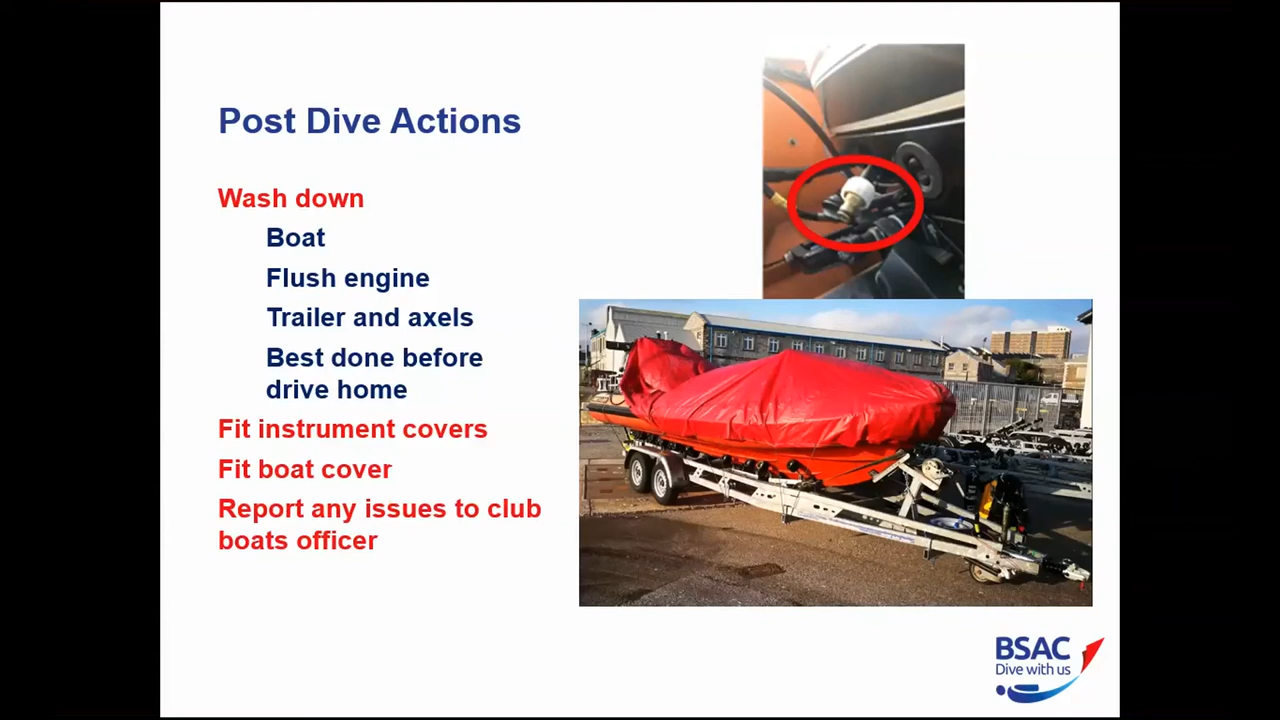 Post Dive Actions
Wash down
Boat
Flush engine
Trailer and axels
Best done before
drive home
Fit instrument covers
Fit boat cover
Report any issues to club
boats officer
BSAC
Dive with us